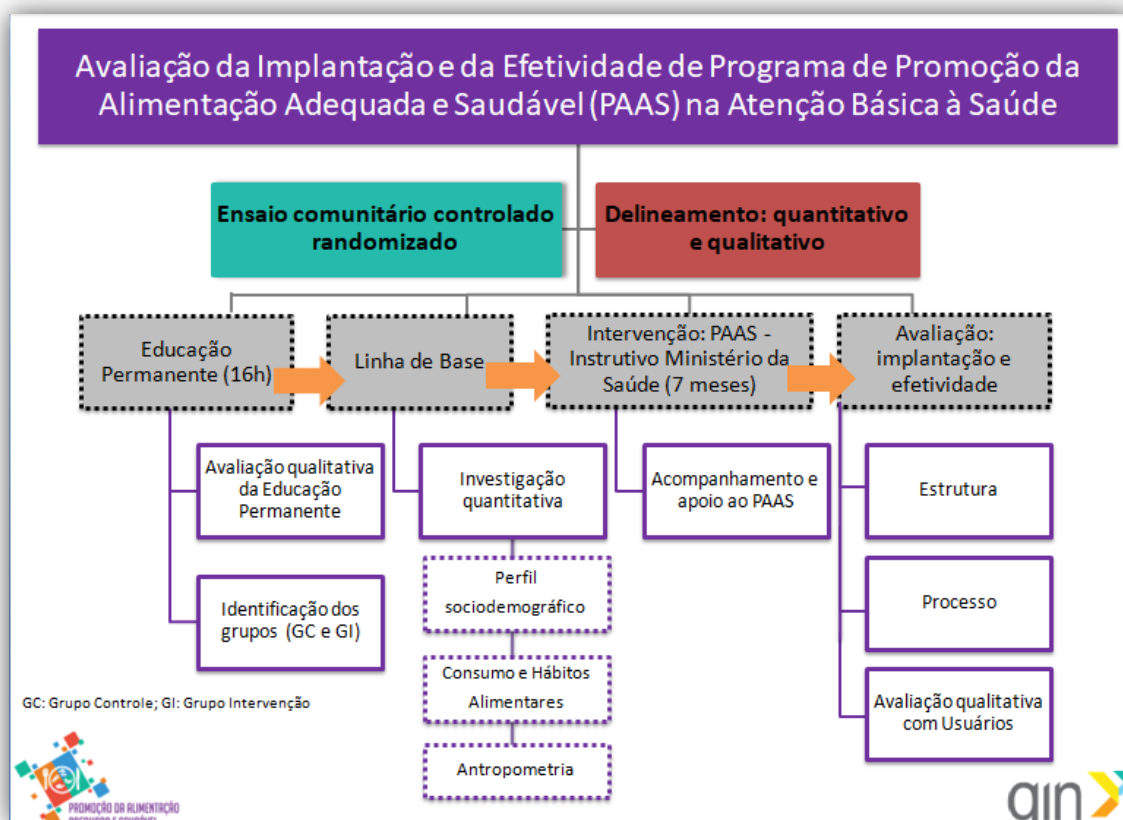 Avaliação da Implantação e da Efetividade de Programa de Promoção da
Alimentação Adequada e Saudável (PAAS) na Atenção Básica à Saúde
Ensaio comunitário controlado
randomizado
Delineamento: quantitativo
e qualitativo
Educação
Permanente (16h)
Linha de Base
Intervenção: PAAS -
Instrutivo Ministério da
Saúde (7 meses)
Avaliação:
implantação e
efetividade
Avaliação qualitativa
da Educação
Permanente
Identificação dos
grupos (GC e GI)
Investigação
quantitativa
Perfil
sociodemográfico
Consumo e Hábitos
Alimentares
Antropometria
Acompanhamento e
apoio ao PAAS
Estrutura
Processo
Avaliação qualitativa
com Usuários
GC: Grupo Controle; GI: Grupo Intervenção
PROMOÇÃO DA ALIMENTAÇÃO